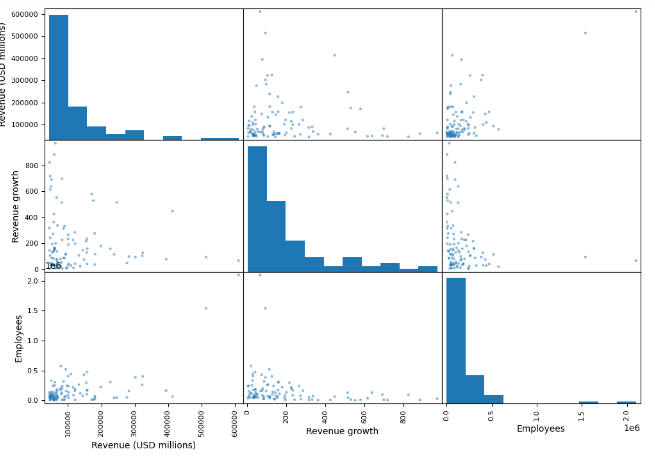 600000
500000
400000
300000
200000
100000
Revenue (USD millions)
800
600
400
200
0
Revenue growth
1e6
2.0
1.5
1.0
0.5
0.0
Employees
100000 200000 300000 400000 500000 600000
Revenue (USD millions)
0 200 400 600 800
Revenue growth
0.0 0.5 1.0 1.5 2.0
1e6
Employees